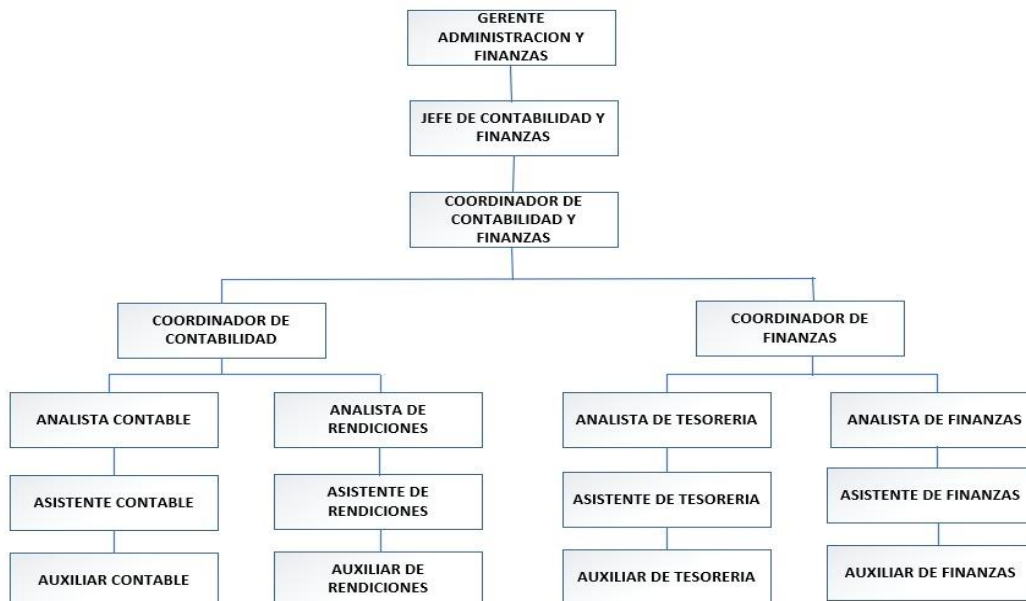 GERENTE
ADMINISTRACION Y
FINANZAS
JEFE DE CONTABILIDAD Y
FINANZAS
COORDINADOR DE
CONTABILIDAD Y
FINANZAS
COORDINADOR DE
CONTABILIDAD
COORDINADOR DE
FINANZAS
ANALISTA CONTABLE
ANALISTA DE
RENDICIONES
ANALISTA DE TESORERIA
ANALISTA DE FINANZAS
ASISTENTE CONTABLE
ASISTENTE DE
RENDICIONES
ASISTENTE DE TESORERIA
ASISTENTE DE FINANZAS
AUXILIAR CONTABLE
AUXILIAR DE
RENDICIONES
AUXILIAR DE TESORERIA
AUXILIAR DE FINANZAS